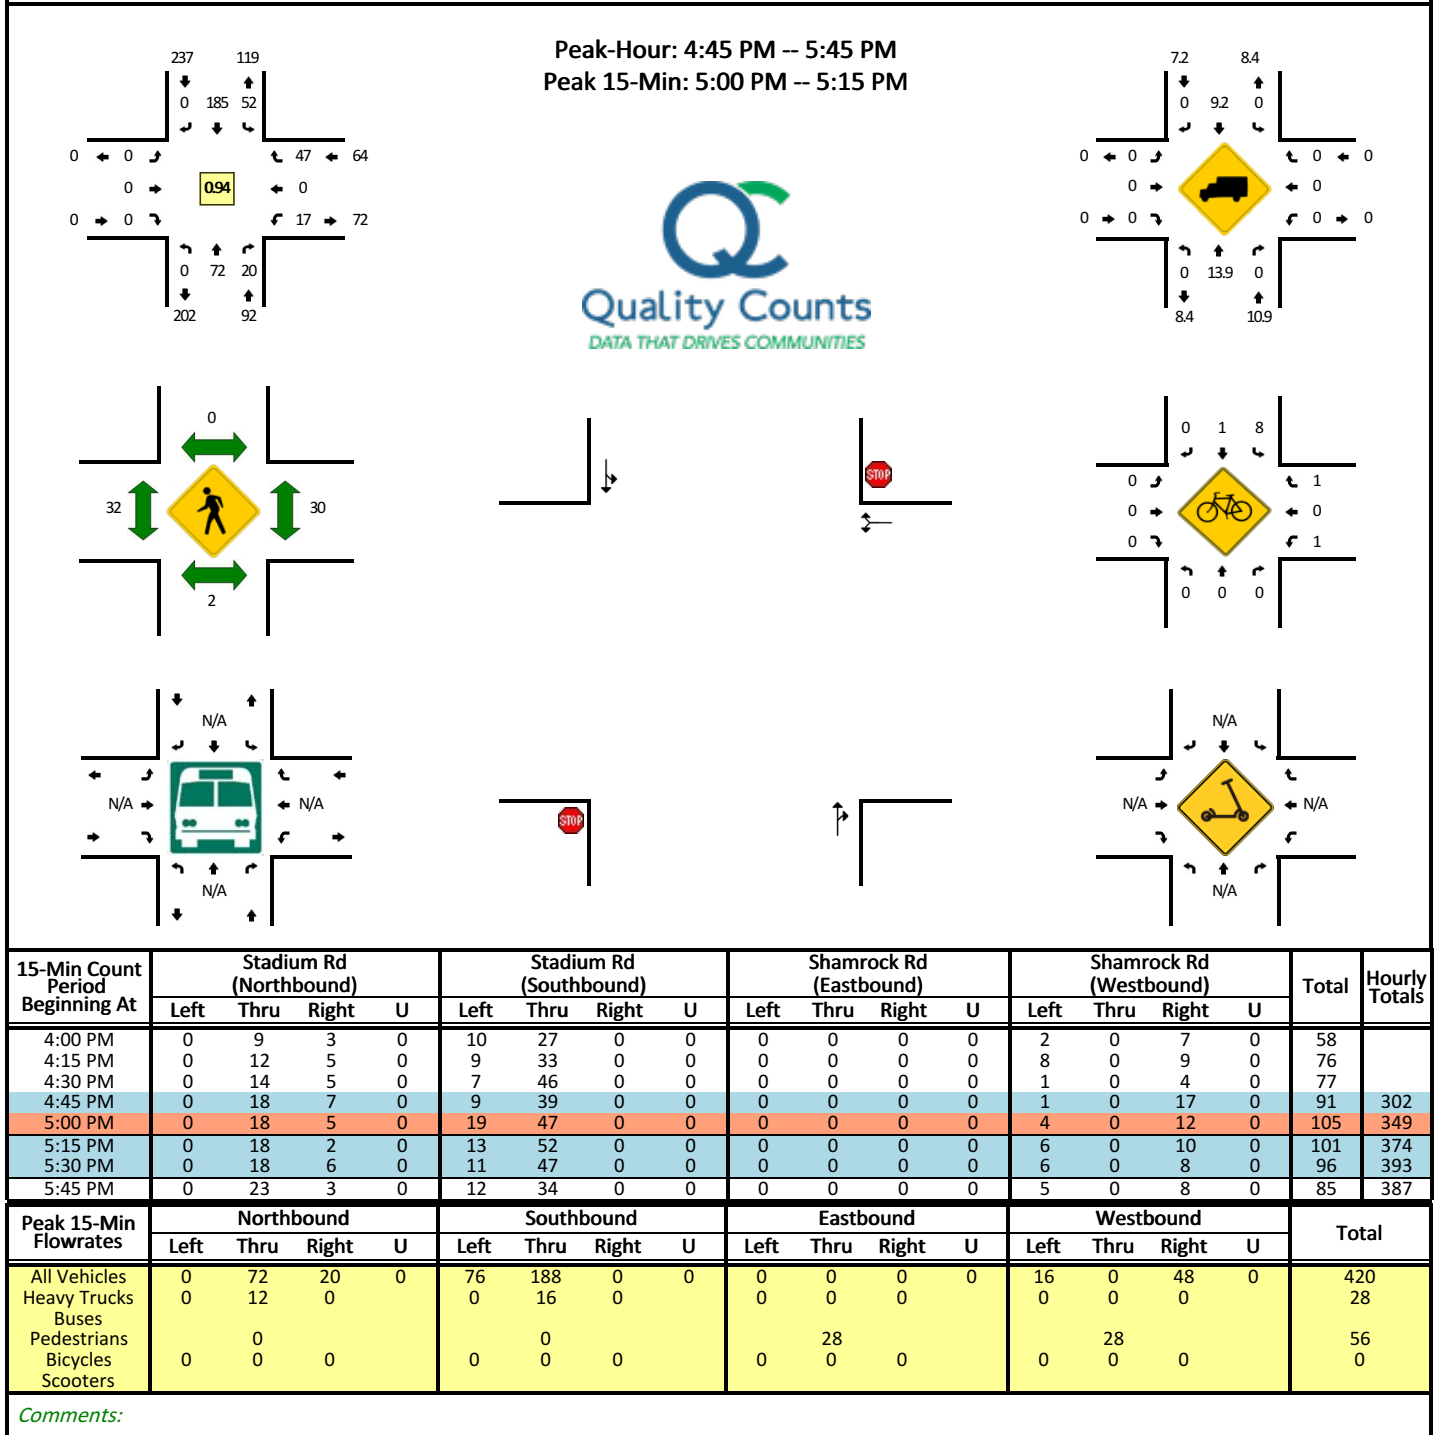 Peak-Hour: 4:45 PM -- 5:45 PM
Peak 15-Min: 5:00 PM -- 5:15 PM
237 119
0 185 52
0 0 47 64
0 0.94 0
0 0 17 72
0 72 20
202 92
7.2 8.4
0 9.2 0
0 0 0 0
0 0
0 0 0 0
0 13.9 0
8.4 10.9
QC
Quality Counts
DATA THAT DRIVES COMMUNITIES
0
32 30
2
STOP
STOP
0 1 8
0 1
0 0
0 1
0 0 0
N/A
N/A N/A
N/A
N/A
N/A N/A
N/A
15-Min Count Period Beginning At Stadium Rd (Northbound) Stadium Rd (Southbound) Shamrock Rd (Eastbound) Shamrock Rd (Westbound) Total Hourly Totals
Left Thru Right U Left Thru Right U Left Thru Right U Left Thru Right U
4:00 PM 0 9 3 0 10 27 0 0 0 0 0 0 2 0 7 0 58
4:15 PM 0 12 5 0 9 33 0 0 0 0 0 0 8 0 9 0 76
4:30 PM 0 14 5 0 7 46 0 0 0 0 0 0 1 0 4 0 77
4:45 PM 0 18 7 0 9 39 0 0 0 0 0 0 1 0 17 0 91 302
5:00 PM 0 18 5 0 19 47 0 0 0 0 0 0 4 0 12 0 105 349
5:15 PM 0 18 2 0 13 52 0 0 0 0 0 0 6 0 10 0 101 374
5:30 PM 0 18 6 0 11 47 0 0 0 0 0 0 6 0 8 0 96 393
5:45 PM 0 23 3 0 12 34 0 0 0 0 0 0 5 0 8 0 85 387
Peak 15-Min Flowrates Northbound Southbound Eastbound Westbound Total
Left Thru Right U Left Thru Right U Left Thru Right U Left Thru Right U
All Vehicles 0 72 20 0 76 188 0 0 0 0 0 0 16 0 48 0 420
Heavy Trucks 0 12 0 0 16 0 0 0 0 0 0 0 28
Buses
Pedestrians 0 0 28 28 56
Bicycles 0 0 0 0 0 0 0 0 0 0 0 0 0
Scooters
Comments: